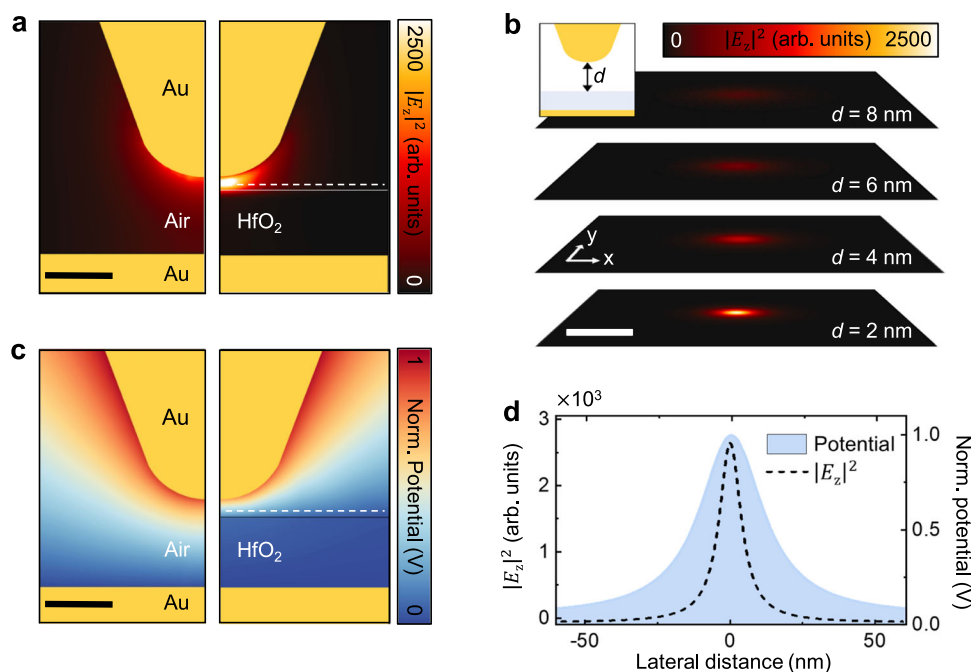 a
Au
Air
Au
HfO₂
2500
|E_z|² (arb. units)
0
b
d
0 |E_z|² (arb. units) 2500
d = 8 nm
d = 6 nm
y
x
d = 4 nm
d = 2 nm
c
Au
Air
Au
HfO₂
1
Norm. Potential (V)
0
d
×10³
3
2
1
0
|E_z|² (arb. units)
Potential
|E_z|²
1.0
0.5
0.0
Norm. potential (V)
-50 0 50
Lateral distance (nm)